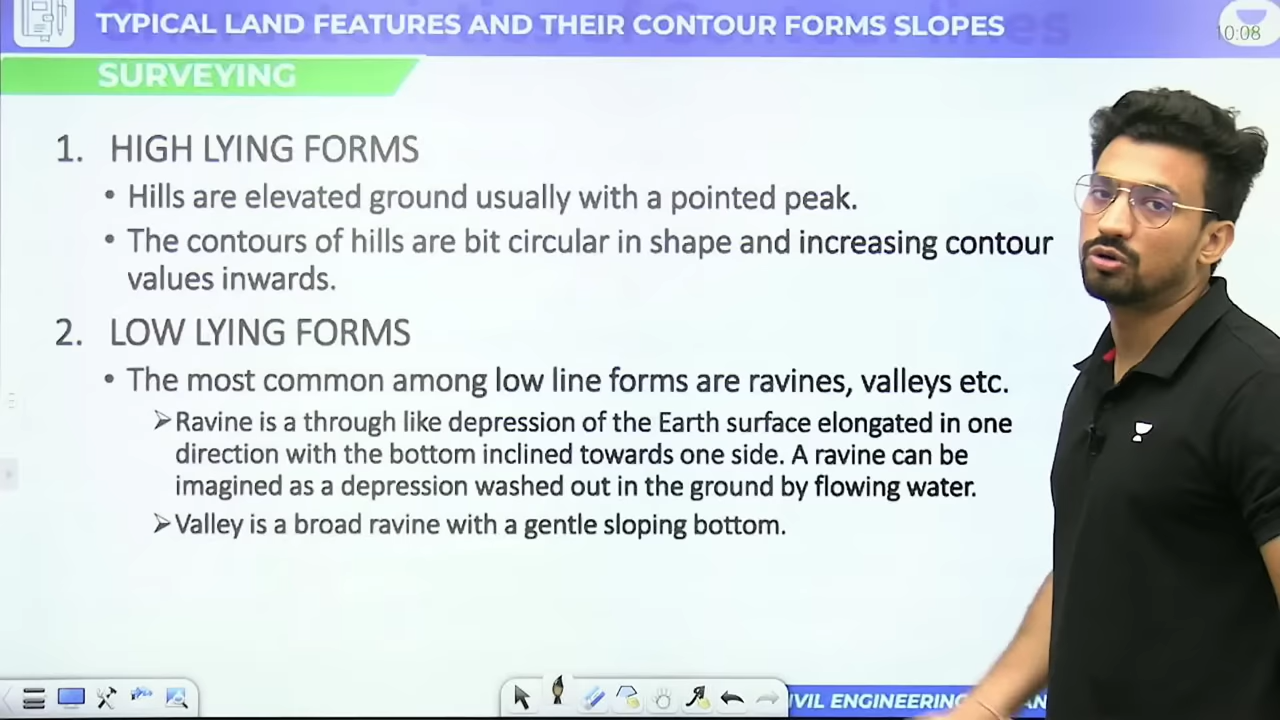 TYPICAL LAND FEATURES AND THEIR CONTOUR FORMS SLOPES
10:08
SURVEYING
1. HIGH LYING FORMS
• Hills are elevated ground usually with a pointed peak.
• The contours of hills are bit circular in shape and increasing contour
values inwards.
2. LOW LYING FORMS
• The most common among low line forms are ravines, valleys etc.
➢ Ravine is a through like depression of the Earth surface elongated in one
direction with the bottom inclined towards one side. A ravine can be
imagined as a depression washed out in the ground by flowing water.
➢ Valley is a broad ravine with a gentle sloping bottom.
IVIL ENGINEERING